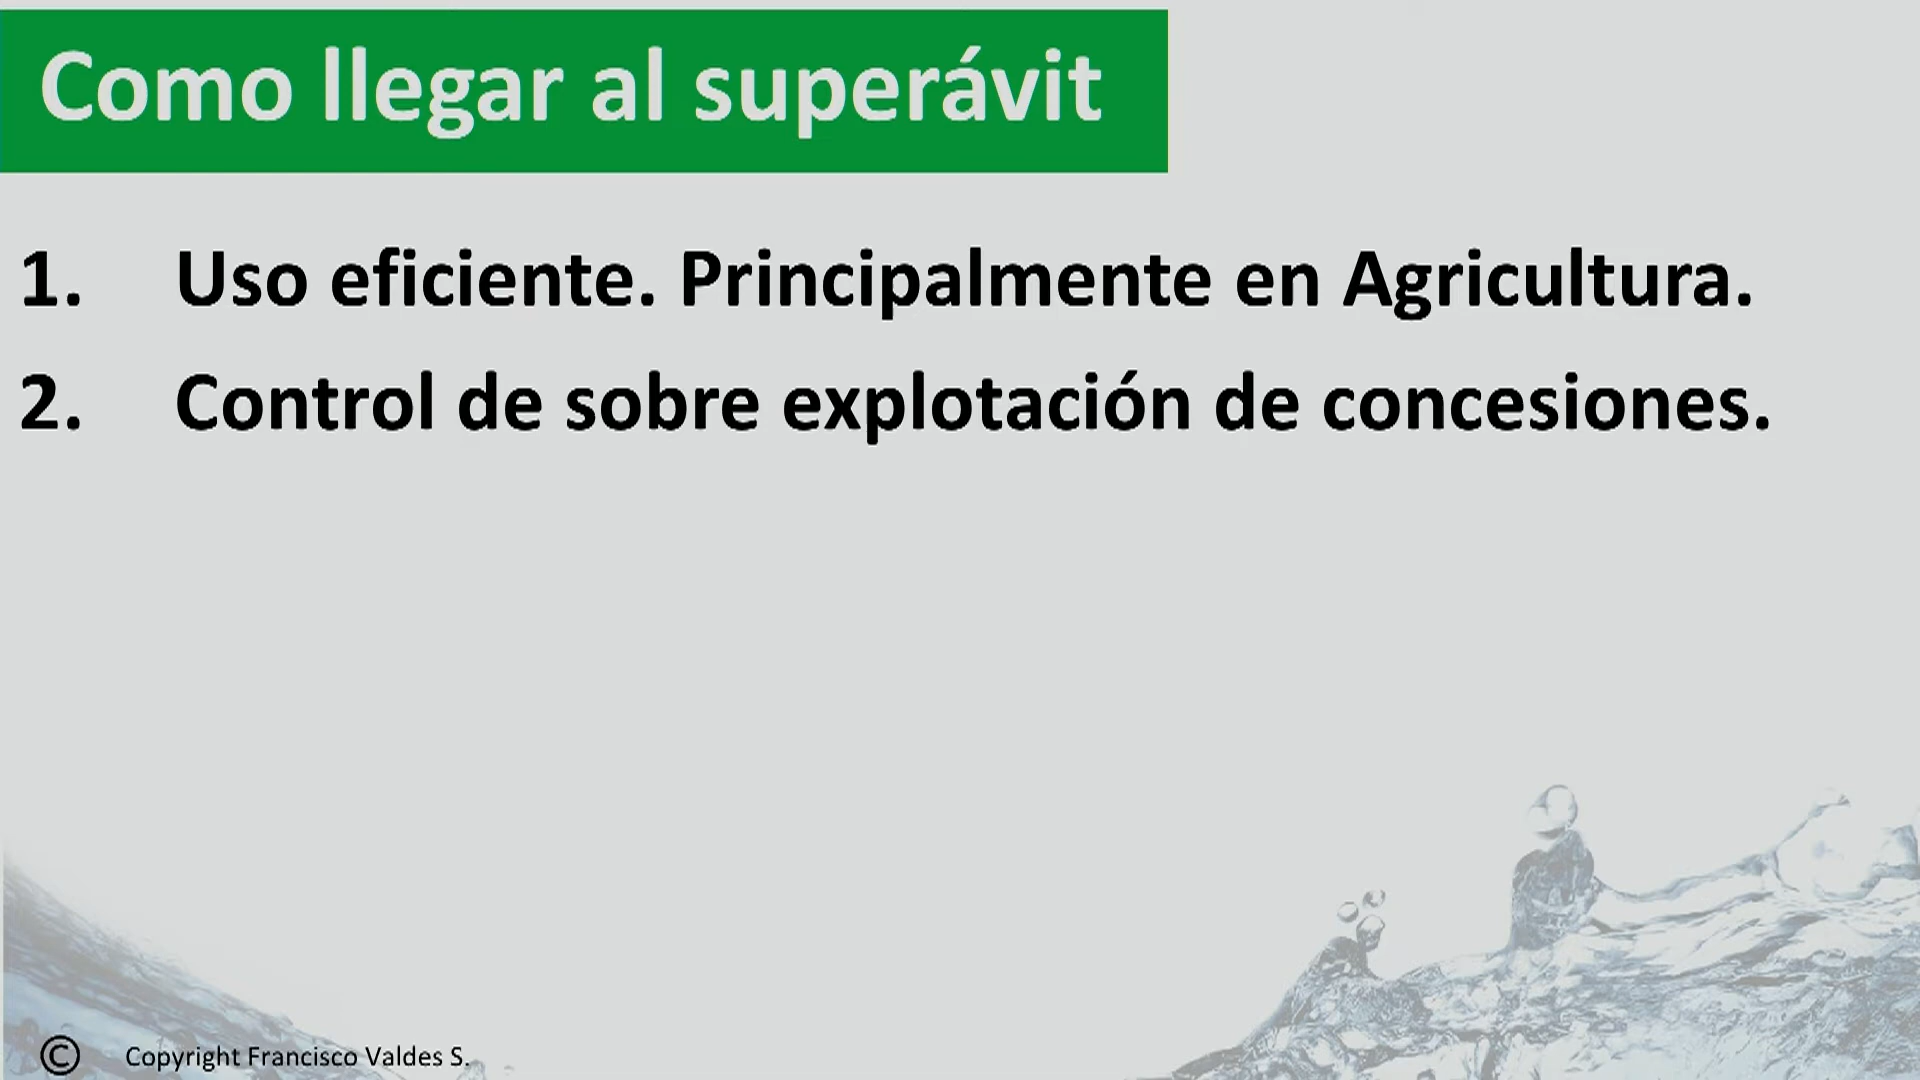 Como llegar al superávit
1. Uso eficiente. Principalmente en Agricultura.
2. Control de sobre explotación de concesiones.
© Copyright Francisco Valdes S.